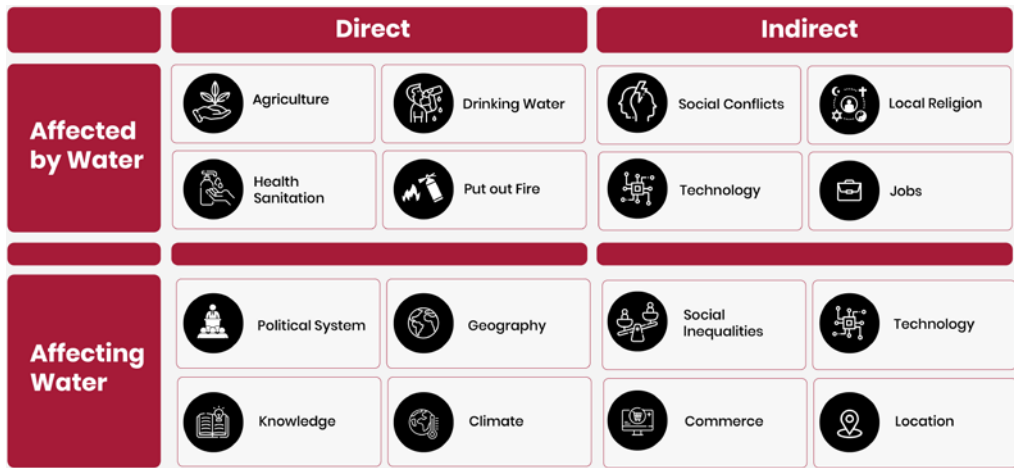 Direct
Indirect
Affected
by Water
Agriculture
Drinking Water
Social Conflicts
Local Religion
Health
Sanitation
Put out Fire
Technology
Jobs
Affecting
Water
Political System
Geography
Social
Inequalities
Technology
Knowledge
Climate
Commerce
Location